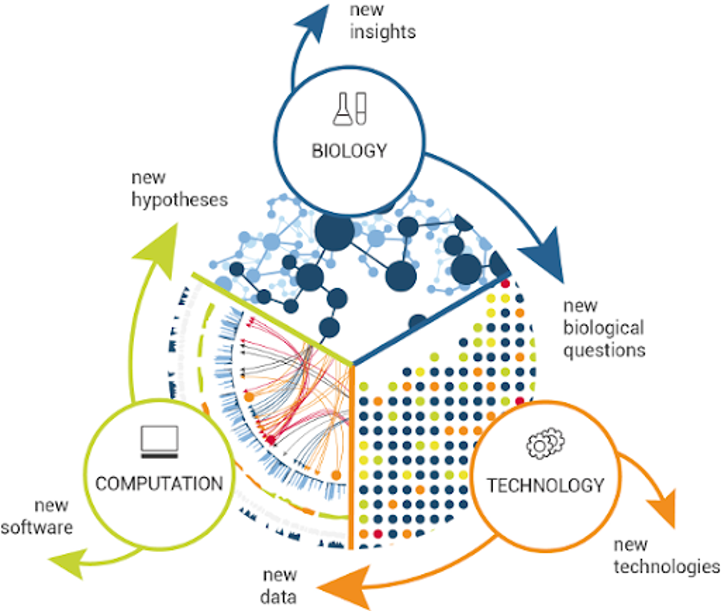 new
insights
BIOLOGY
new
hypotheses
new
biological
questions
COMPUTATION
TECHNOLOGY
new
software
new
technologies
new
data